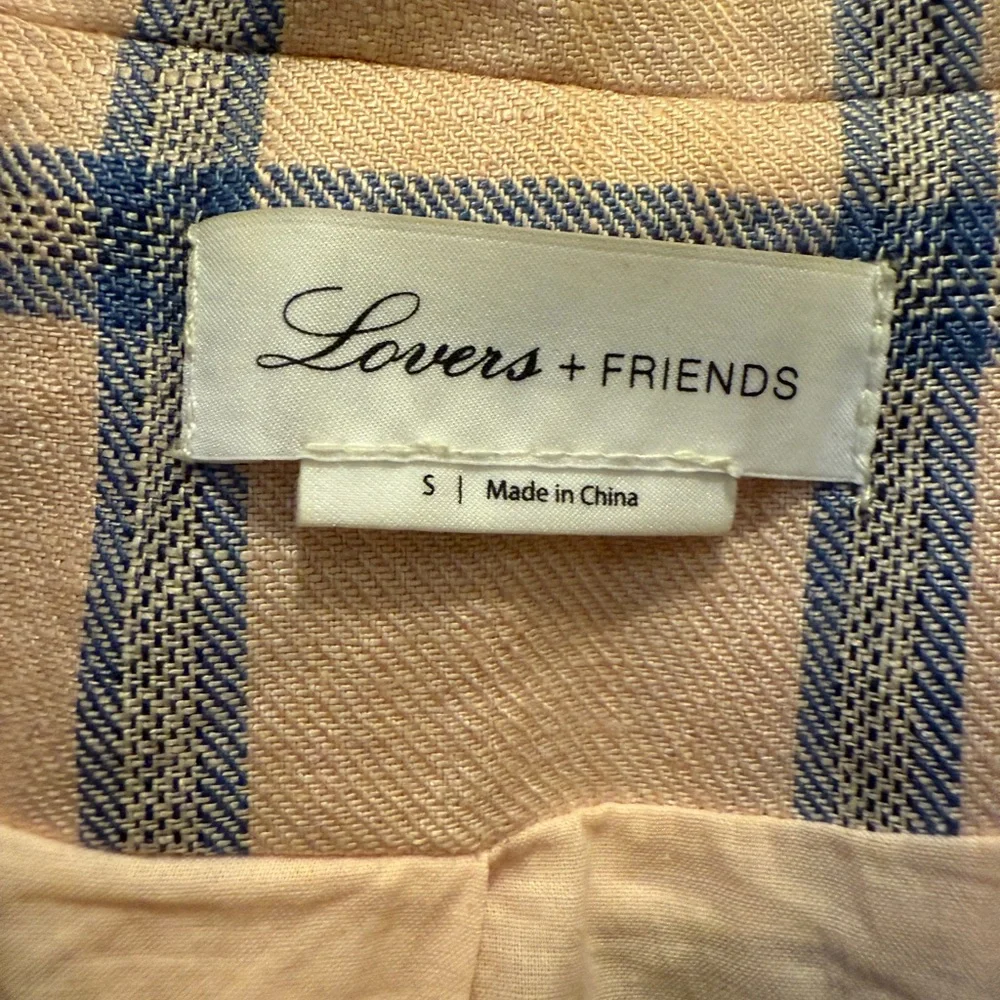 Lovers + FRIENDS
S | Made in China